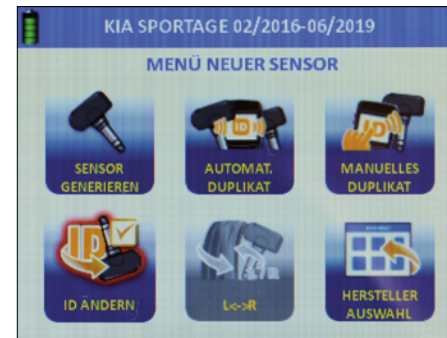 KIA SPORTAGE 02/2016-06/2019
MENÜ NEUER SENSOR
SENSOR
GENERIEREN
AUTOMAT.
DUPLIKAT
MANUELLES
DUPLIKAT
ID ÄNDERN
L<->R
HERSTELLER
AUSWAHL